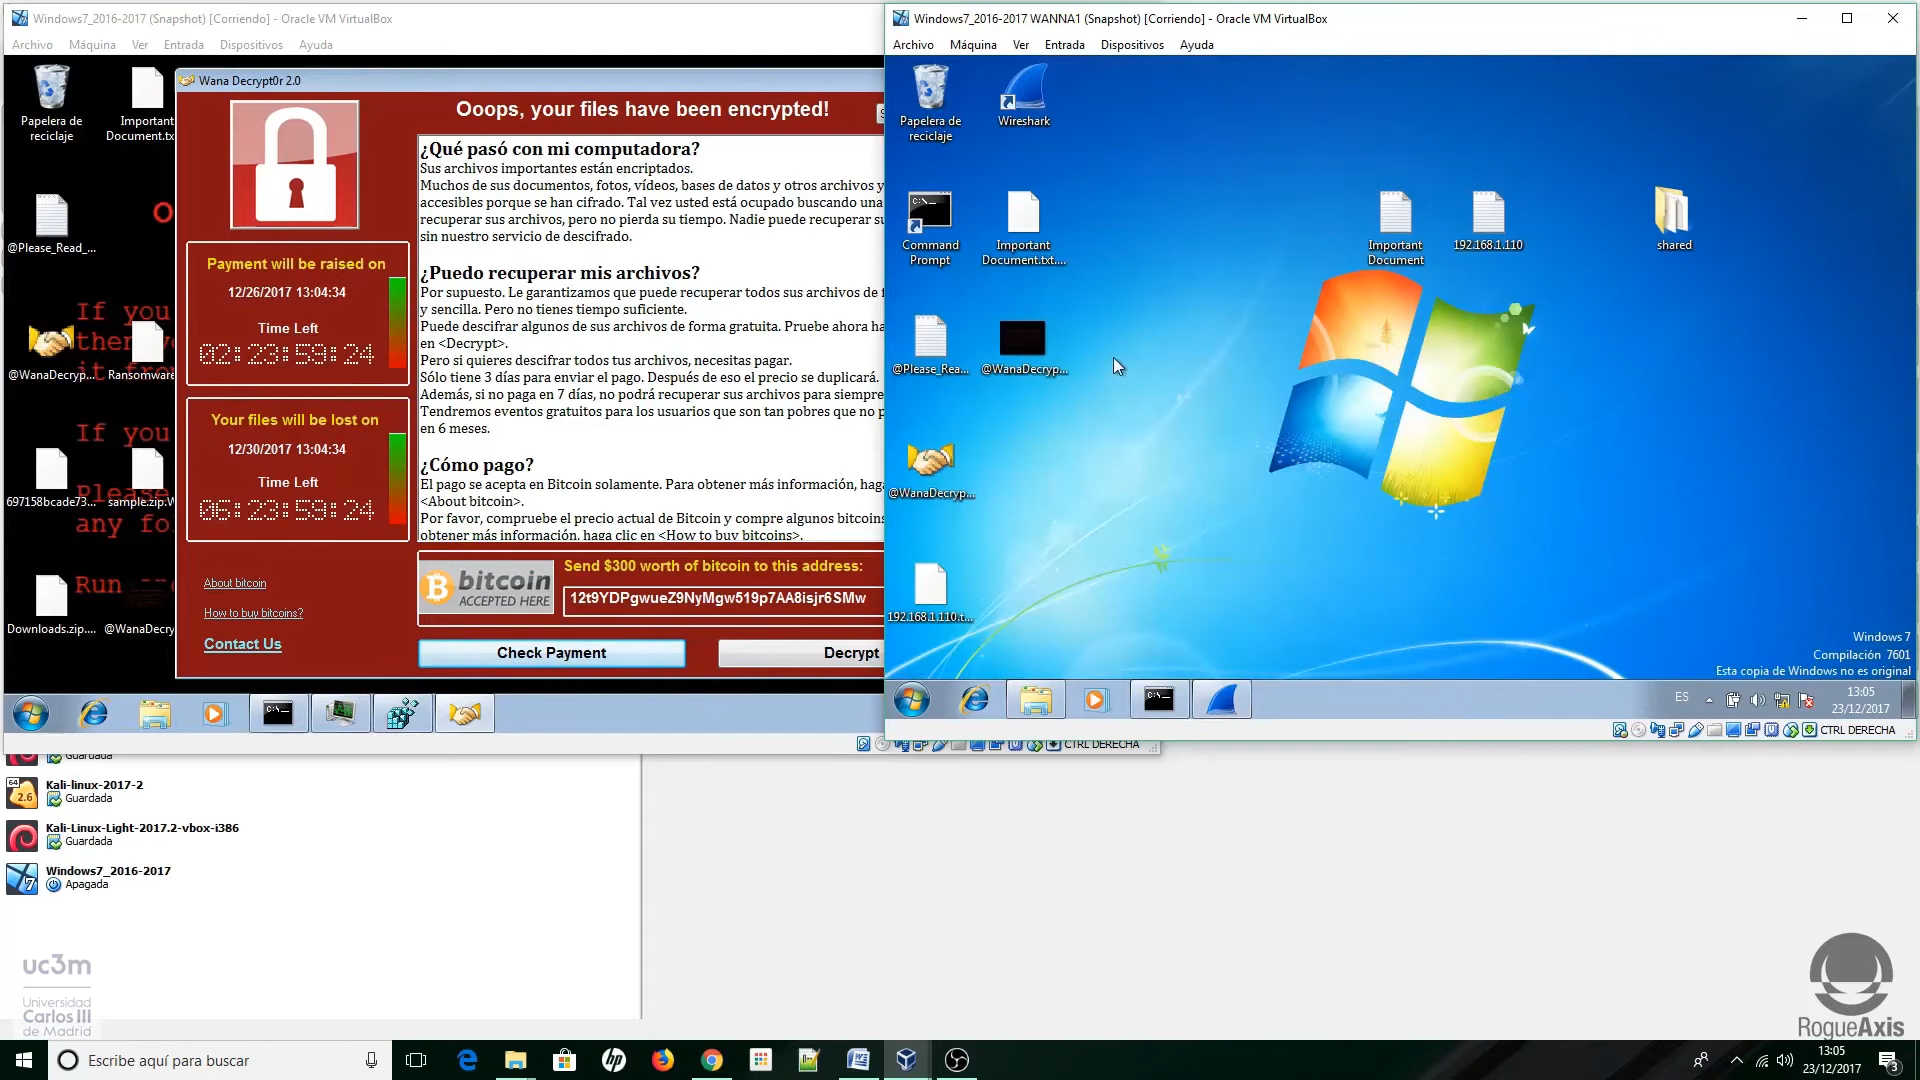 Windows7_2016-2017 (Snapshot) [Corriendo] - Oracle VM VirtualBox
Archivo Máquina Ver Entrada Dispositivos Ayuda
Papelera de
reciclaje
Important
Document.tx
@Please_Read_...
@WanaDecryp...
Ransomware
697158bcade73...
sample.zip.W
Downloads.zip....
@WanaDecry
If you
any fo
Run
Wana Decrypt0r 2.0
Ooops, your files have been encrypted!
Payment will be raised on
12/26/2017 13:04:34
Time Left
02:23:59:24
Your files will be lost on
12/30/2017 13:04:34
Time Left
06:23:59:24
About bitcoin
How to buy bitcoins?
Contact Us
¿Qué pasó con mi computadora?
Sus archivos importantes están encriptados.
Muchos de sus documentos, fotos, vídeos, bases de datos y otros archivos y
accesibles porque se han cifrado. Tal vez usted está ocupado buscando una
recuperar sus archivos, pero no pierda su tiempo. Nadie puede recuperar su
sin nuestro servicio de descifrado.
¿Puedo recuperar mis archivos?
Por supuesto. Le garantizamos que puede recuperar todos sus archivos de f
y sencilla. Pero no tienes tiempo suficiente.
Puede descifrar algunos de sus archivos de forma gratuita. Pruebe ahora ha
en <Decrypt>.
Pero si quieres descifrar todos tus archivos, necesitas pagar.
Sólo tiene 3 días para enviar el pago. Después de eso el precio se duplicará.
Además, si no paga en 7 días, no podrá recuperar sus archivos para siempre
Tendremos eventos gratuitos para los usuarios que son tan pobres que no p
en 6 meses.
¿Cómo pago?
El pago se acepta en Bitcoin solamente. Para obtener más información, haga
<About bitcoin>.
Por favor, compruebe el precio actual de Bitcoin y compre algunos bitcoins
obtener más información, haga clic en <How to buy bitcoins>.
bitcoin
ACCEPTED HERE
Send $300 worth of bitcoin to this address:
12t9YDPgwueZ9NyMgw519p7AA8isjr6SMw
Check Payment
Decrypt
CTRL DERECHA
Windows7_2016-2017 WANNA1 (Snapshot) [Corriendo] - Oracle VM VirtualBox
Archivo Máquina Ver Entrada Dispositivos Ayuda
Papelera de
reciclaje
Wireshark
Command
Prompt
Important
Document.txt....
Important
Document
192.168.1.110
shared
@Please_Rea...
@WanaDecryp...
@WanaDecryp...
192.168.1.110.t...
Windows 7
Compilación 7601
Esta copia de Windows no es original
ES
13:05
23/12/2017
CTRL DERECHA
Guardada
Kali-linux-2017-2
Guardada
Kali-Linux-Light-2017.2-vbox-i386
Guardada
Windows7_2016-2017
Apagada
uc3m
Universidad
Carlos III
de Madrid
RogueAxis
Escribe aquí para buscar
13:05
23/12/2017
3